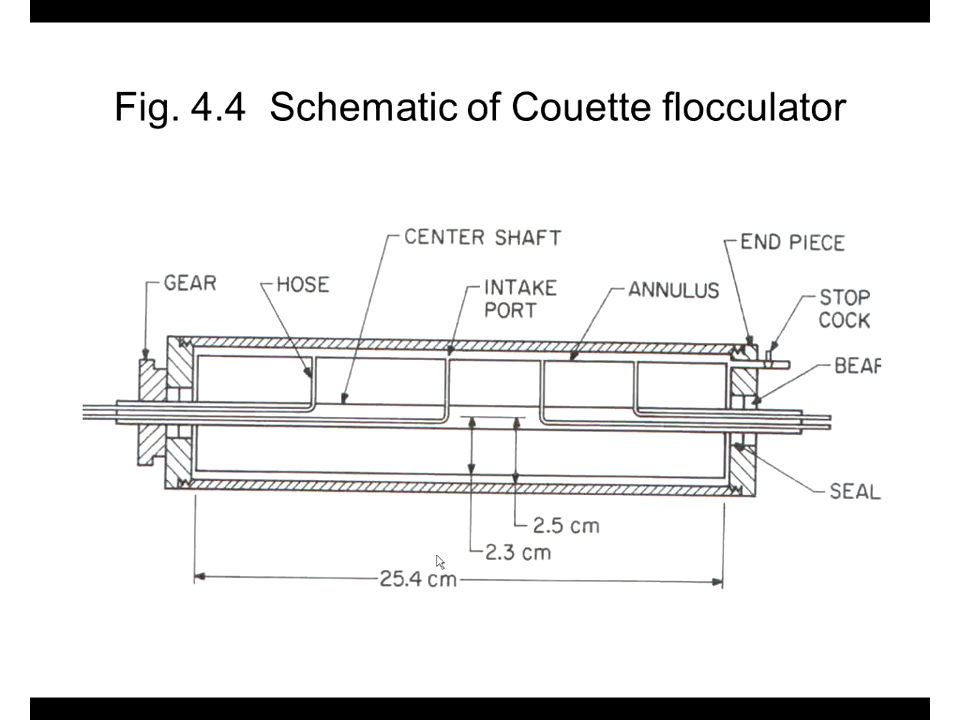 Fig. 4.4 Schematic of Couette flocculator
CENTER SHAFT
END PIECE
GEAR
HOSE
INTAKE
PORT
ANNULUS
STOP
COCK
BEAR
SEAL
2.5 cm
2.3 cm
25.4 cm